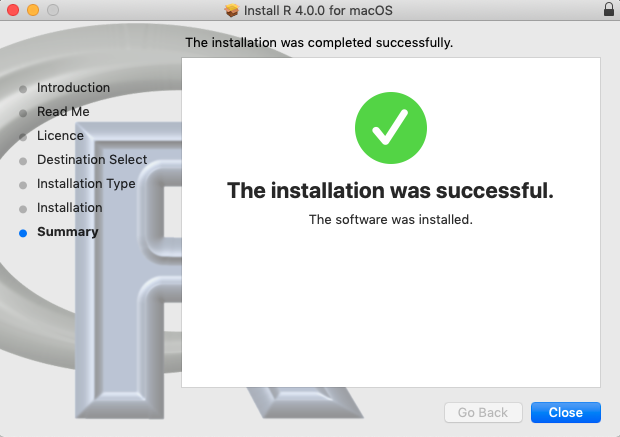 Install R 4.0.0 for macOS
The installation was completed successfully.
Introduction
Read Me
Licence
Destination Select
Installation Type
Installation
Summary
R
The installation was successful.
The software was installed.
Go Back
Close